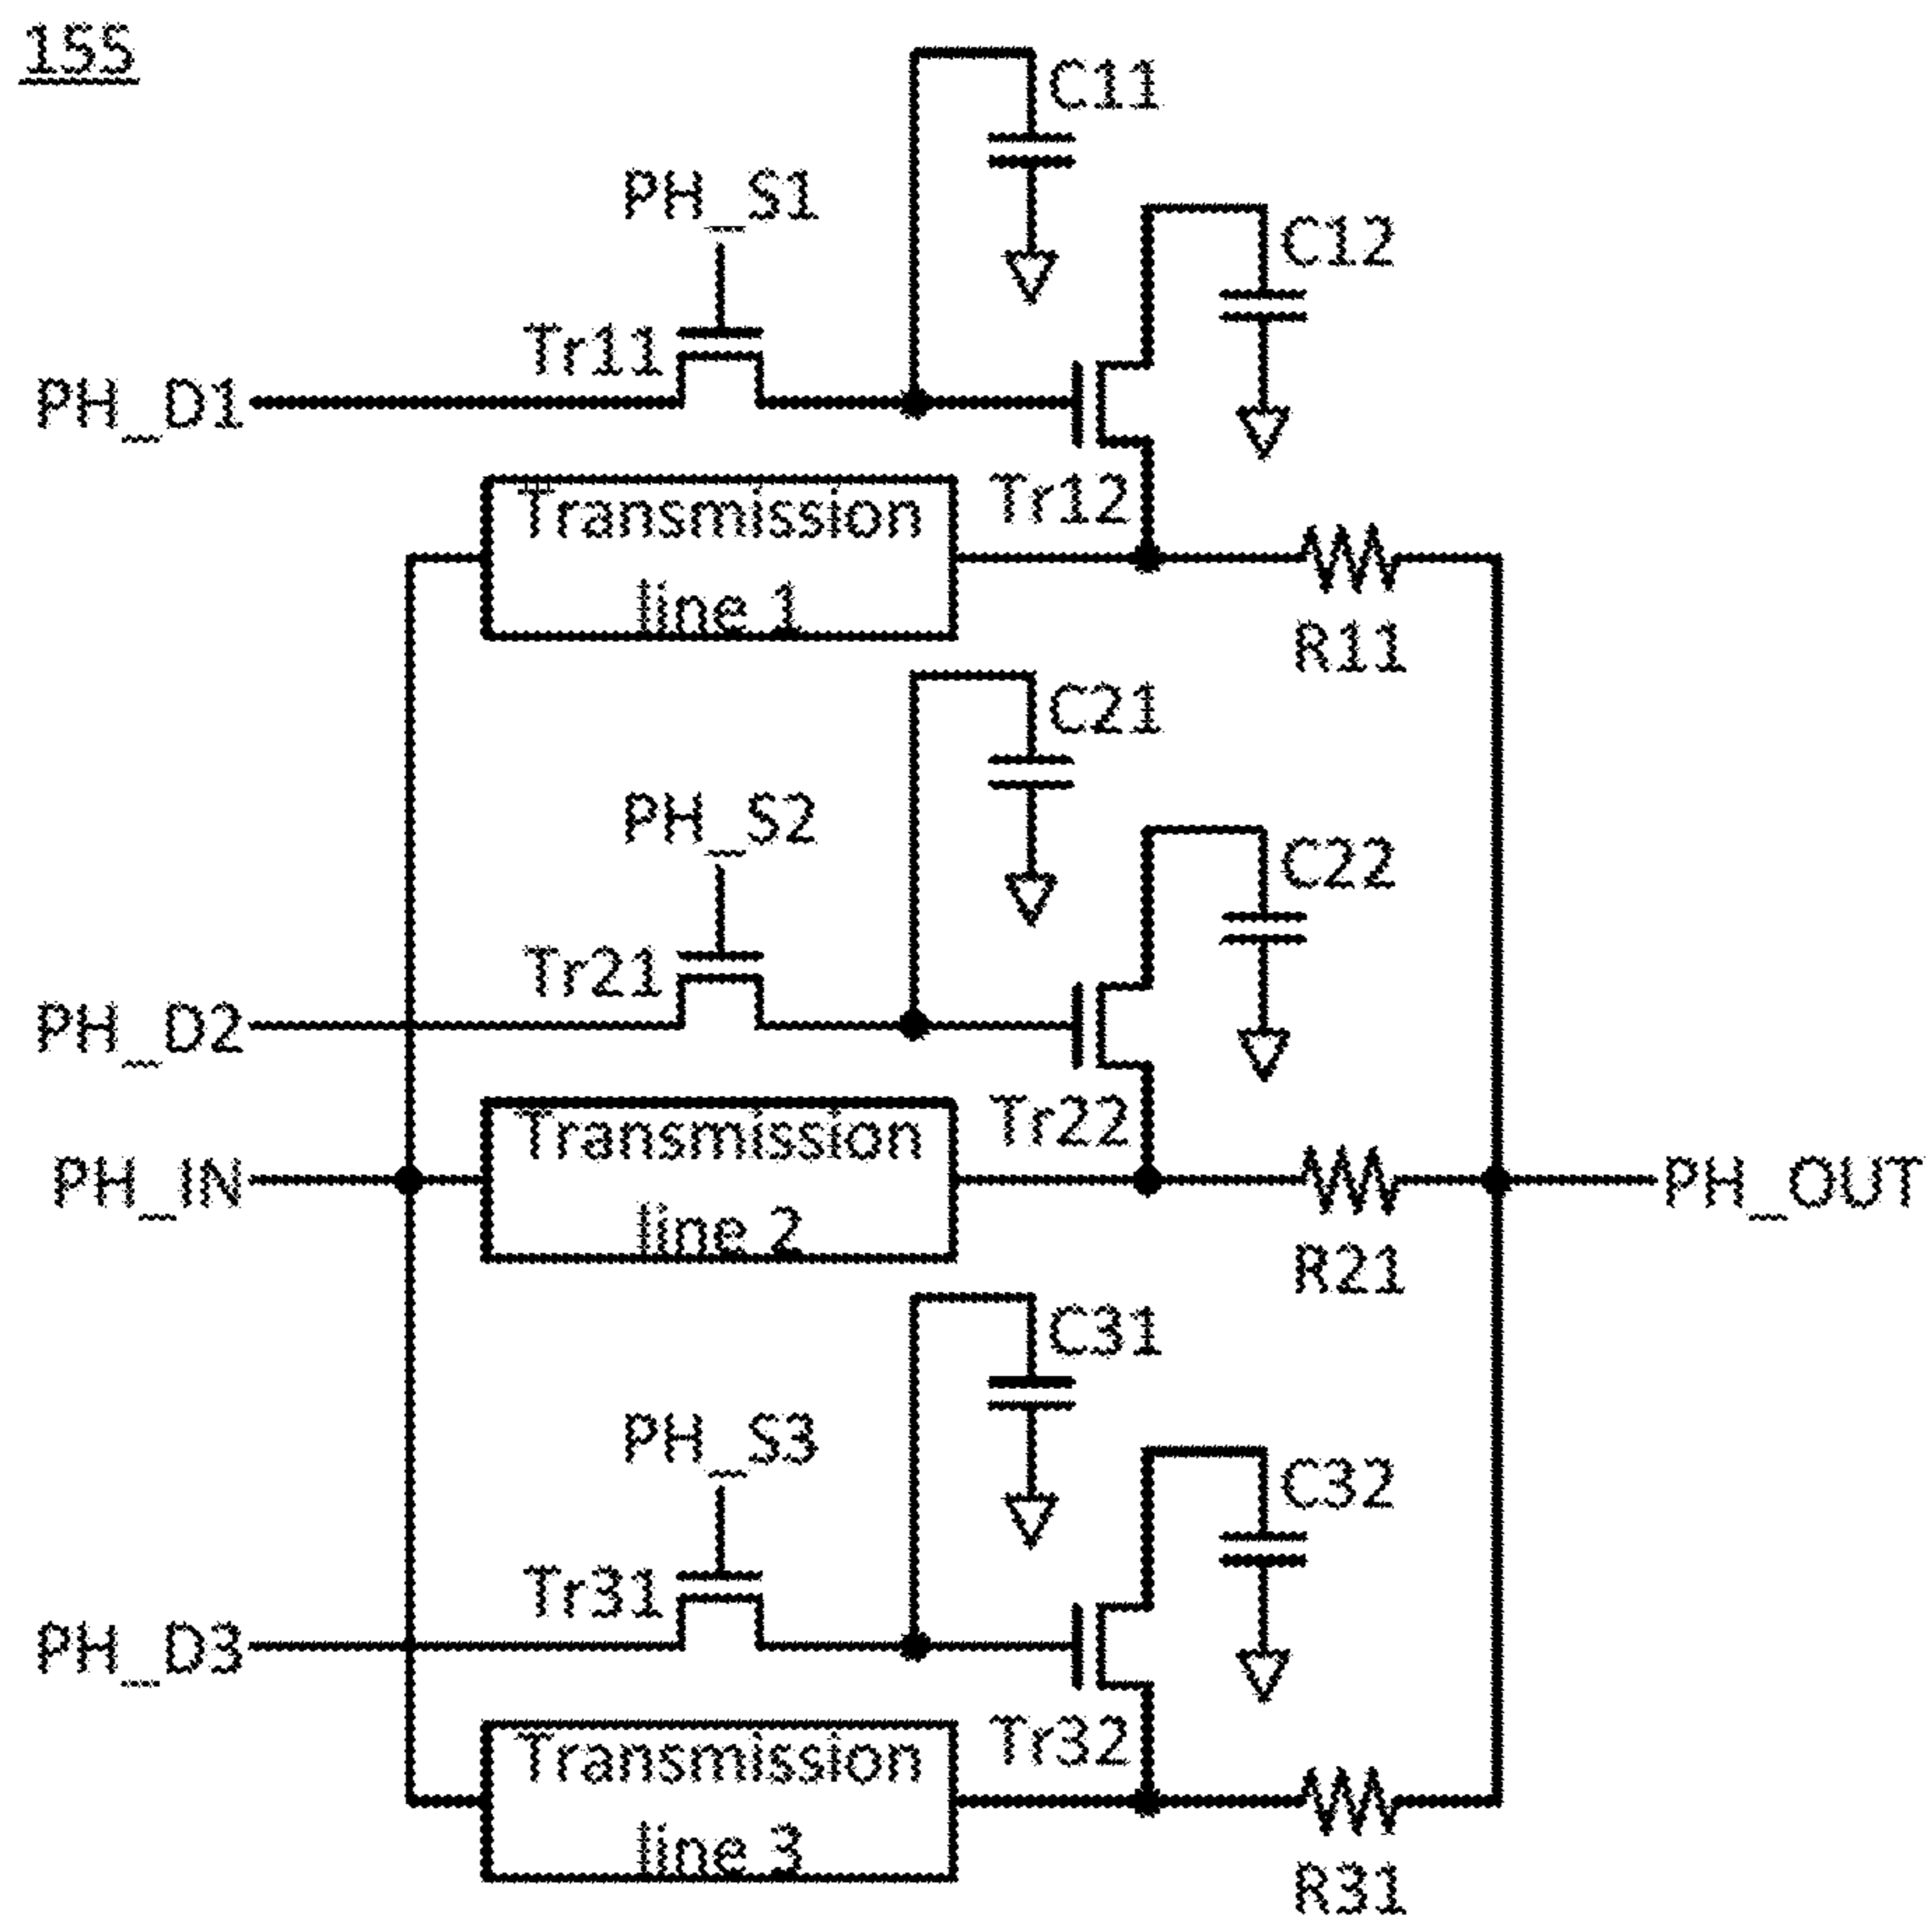 155
C11
PH_S1
C12
Tr11
PH_D1
Tr12
Transmission
line 1
R11
C21
PH_S2
C22
Tr21
PH_D2
Tr22
Transmission
line 2
PH_IN
PH_OUT
R21
C31
PH_S3
C32
Tr31
PH_D3
Tr32
Transmission
line 3
R31